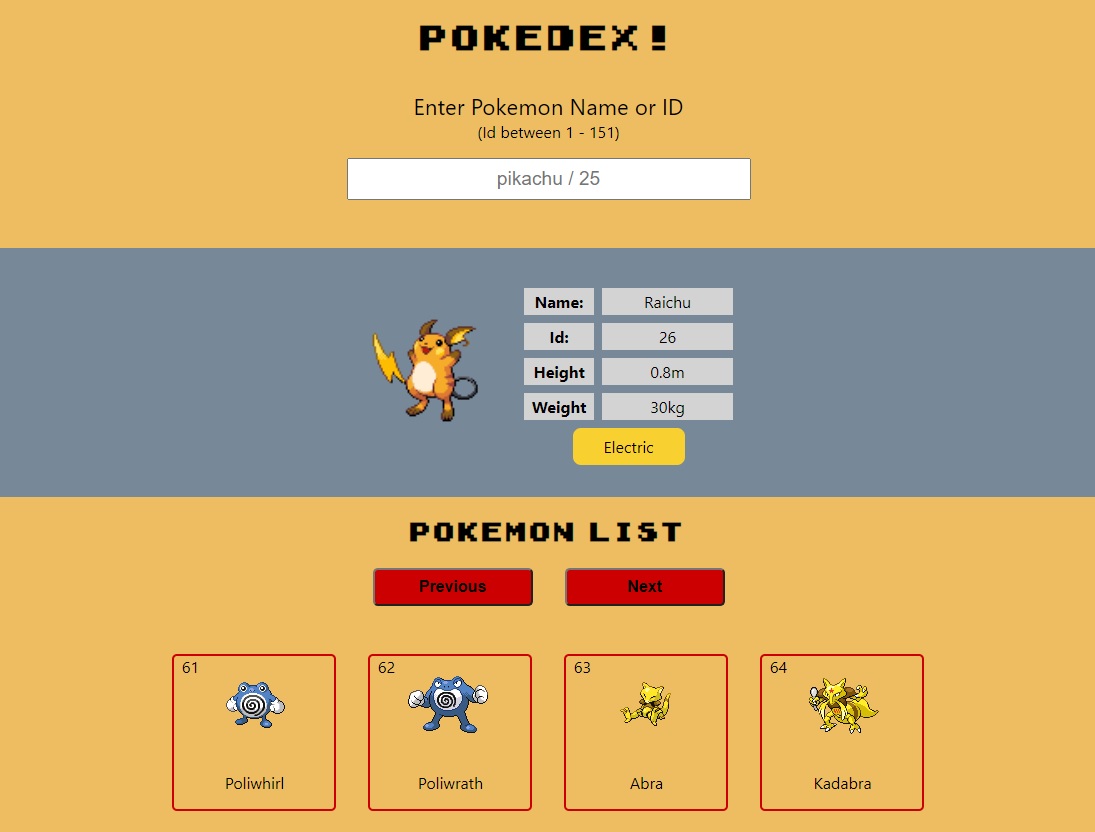 POKEDEX!
Enter Pokemon Name or ID
(Id between 1 - 151)
pikachu / 25
Name: Raichu
Id: 26
Height 0.8m
Weight 30kg
Electric
POKEMON LIST
Previous Next
61 62 63 64
Poliwhirl Poliwrath Abra Kadabra